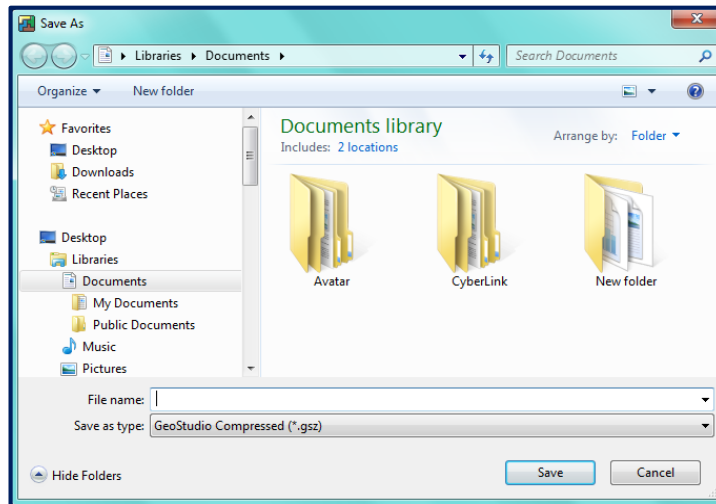 Save As
Libraries Documents
Search Documents
Organize New folder
Favorites
Desktop
Downloads
Recent Places
Desktop
Libraries
Documents
My Documents
Public Documents
Music
Pictures
Documents library
Includes: 2 locations
Arrange by: Folder
Avatar CyberLink New folder
File name:
Save as type: GeoStudio Compressed (*.gsz)
Hide Folders
Save Cancel